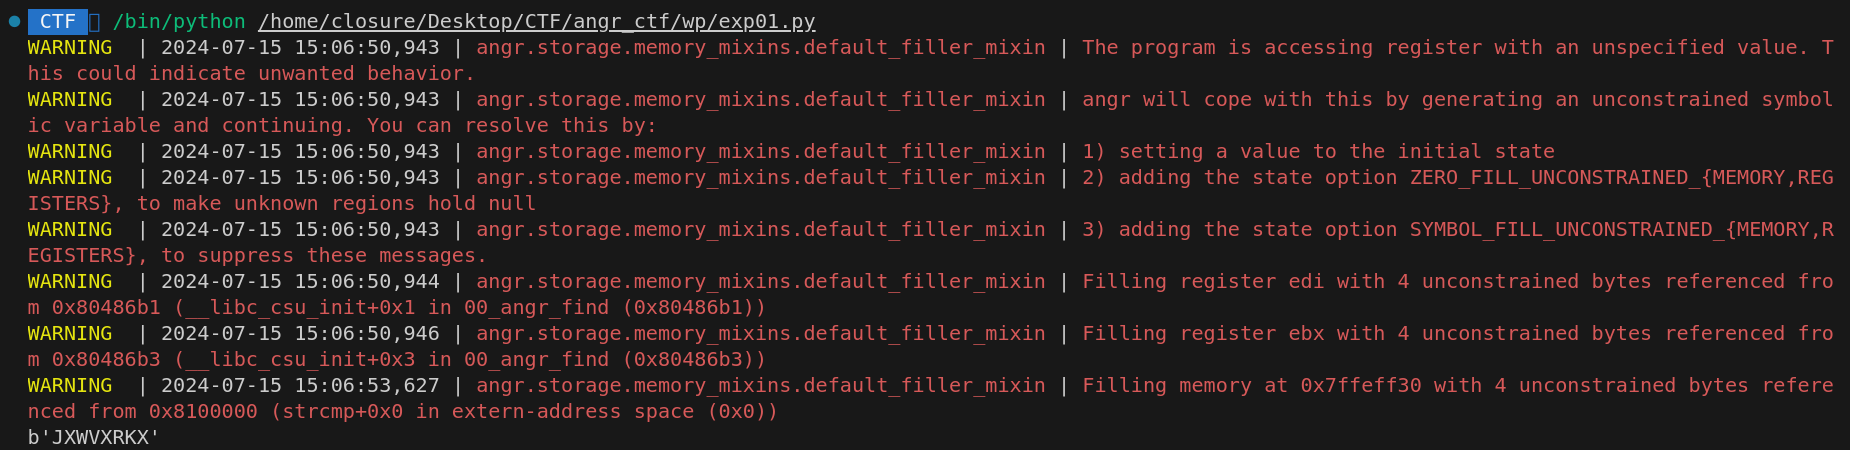 CTF /bin/python /home/closure/Desktop/CTF/angr_ctf/wp/exp01.py
WARNING  | 2024-07-15 15:06:50,943 | angr.storage.memory_mixins.default_filler_mixin | The program is accessing register with an unspecified value. T
his could indicate unwanted behavior.
WARNING  | 2024-07-15 15:06:50,943 | angr.storage.memory_mixins.default_filler_mixin | angr will cope with this by generating an unconstrained symbol
ic variable and continuing. You can resolve this by:
WARNING  | 2024-07-15 15:06:50,943 | angr.storage.memory_mixins.default_filler_mixin | 1) setting a value to the initial state
WARNING  | 2024-07-15 15:06:50,943 | angr.storage.memory_mixins.default_filler_mixin | 2) adding the state option ZERO_FILL_UNCONSTRAINED_{MEMORY,REG
ISTERS}, to make unknown regions hold null
WARNING  | 2024-07-15 15:06:50,943 | angr.storage.memory_mixins.default_filler_mixin | 3) adding the state option SYMBOL_FILL_UNCONSTRAINED_{MEMORY,R
EGISTERS}, to suppress these messages.
WARNING  | 2024-07-15 15:06:50,944 | angr.storage.memory_mixins.default_filler_mixin | Filling register edi with 4 unconstrained bytes referenced fro
m 0x80486b1 (__libc_csu_init+0x1 in 00_angr_find (0x80486b1))
WARNING  | 2024-07-15 15:06:50,946 | angr.storage.memory_mixins.default_filler_mixin | Filling register ebx with 4 unconstrained bytes referenced fro
m 0x80486b3 (__libc_csu_init+0x3 in 00_angr_find (0x80486b3))
WARNING  | 2024-07-15 15:06:53,627 | angr.storage.memory_mixins.default_filler_mixin | Filling memory at 0x7ffeff30 with 4 unconstrained bytes refere
nced from 0x8100000 (strcmp+0x0 in extern-address space (0x0))
b'JXWVXRKX'